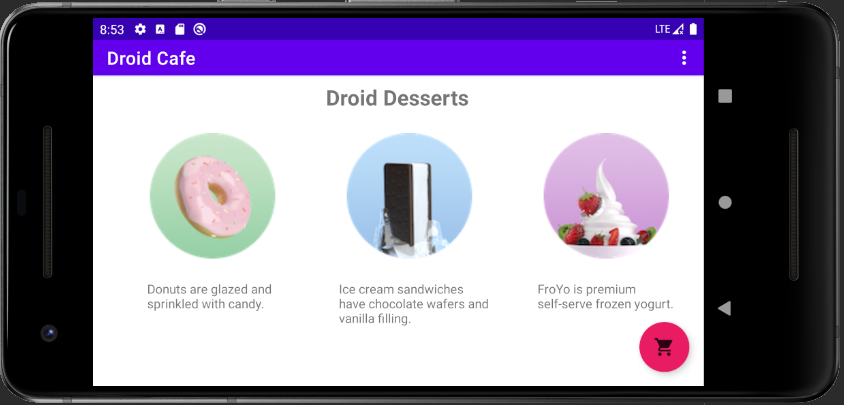 8:53
LTE
Droid Cafe
Droid Desserts
Donuts are glazed and
sprinkled with candy.
Ice cream sandwiches
have chocolate wafers and
vanilla filling.
FroYo is premium
self-serve frozen yogurt.